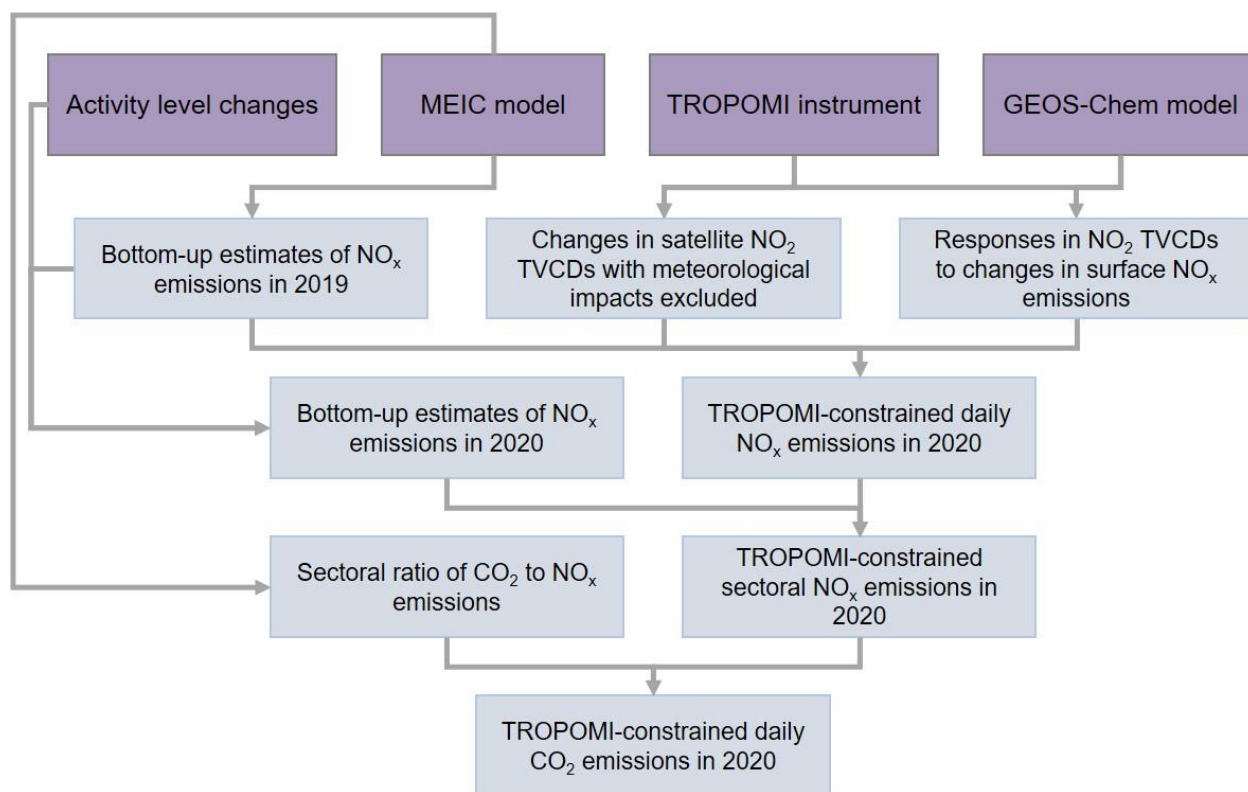 Activity level changes
MEIC model
TROPOMI instrument
GEOS-Chem model
Bottom-up estimates of NOₓ
emissions in 2019
Changes in satellite NO₂
TVCDs with meteorological
impacts excluded
Responses in NO₂ TVCDs
to changes in surface NOₓ
emissions
Bottom-up estimates of NOₓ
emissions in 2020
TROPOMI-constrained daily
NOₓ emissions in 2020
Sectoral ratio of CO₂ to NOₓ
emissions
TROPOMI-constrained
sectoral NOₓ emissions in
2020
TROPOMI-constrained daily
CO₂ emissions in 2020